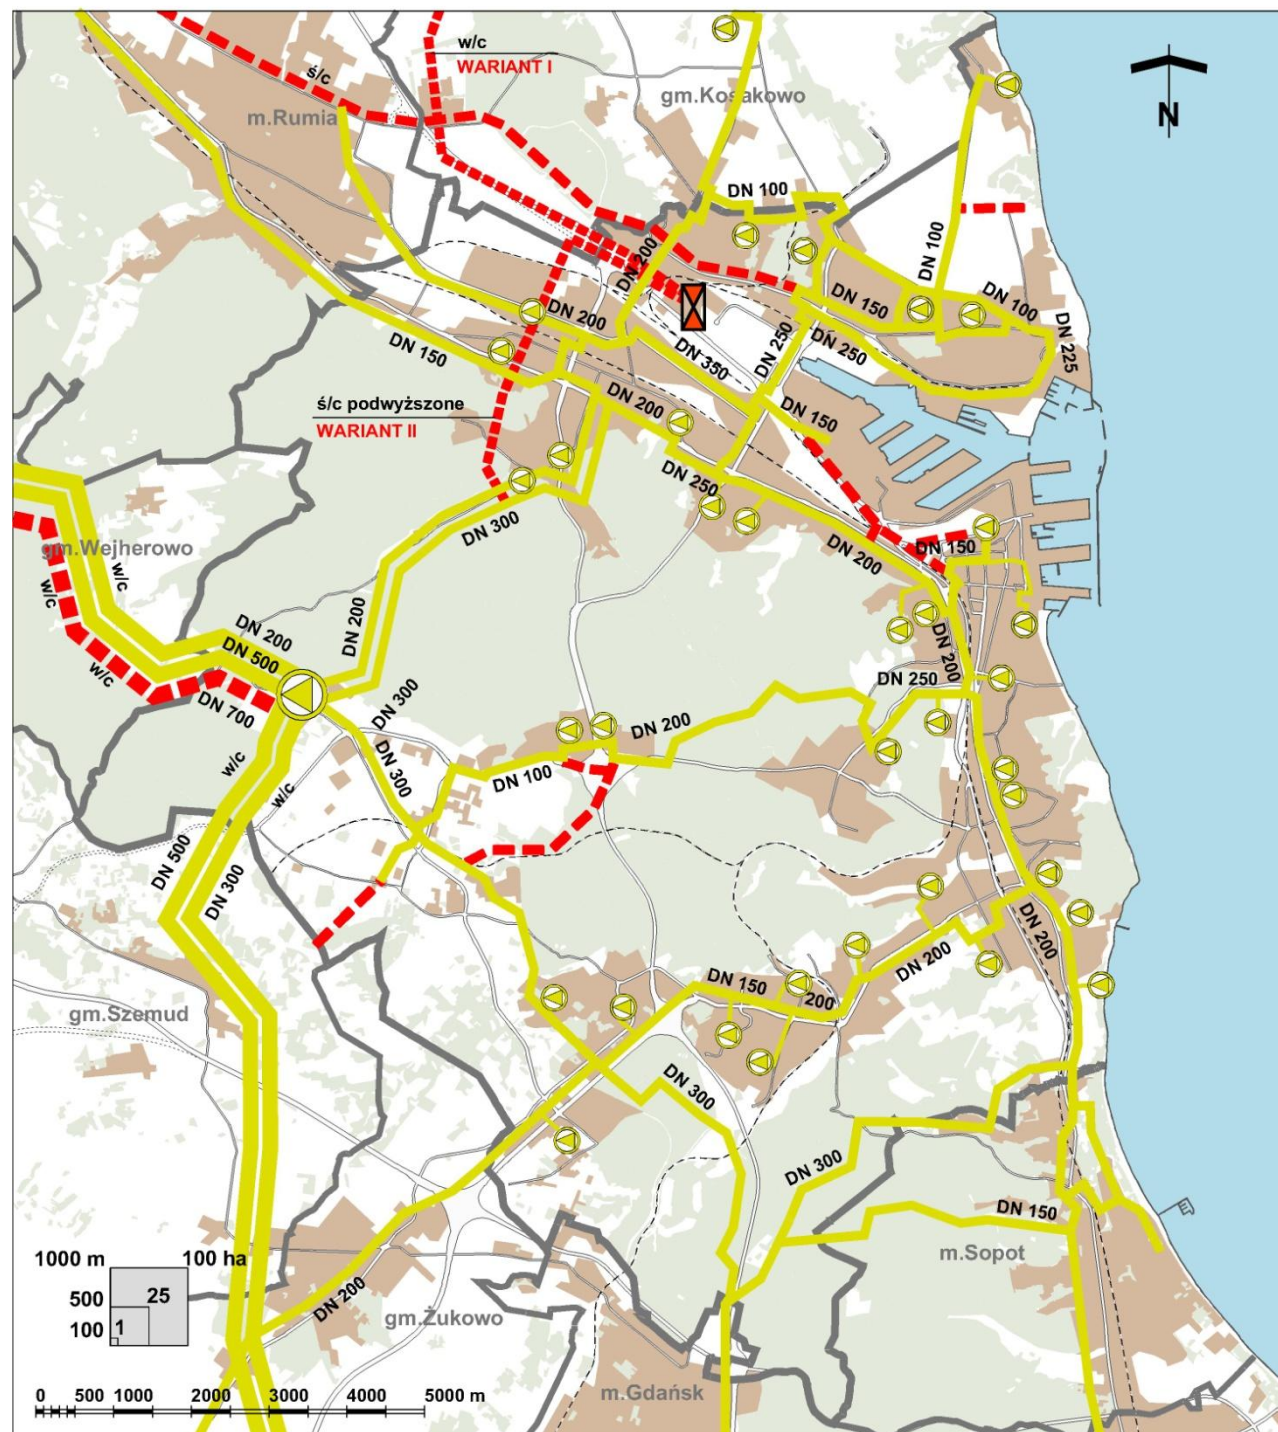 w/c
WARIANT I
ś/c
gm.Kosakowo
m.Rumia
N
DN 100
DN 200
DN 100
DN 150
DN 100
DN 200
DN 350
DN 250
DN 250
DN 225
DN 150
ś/c podwyższone
WARIANT II
DN 200
DN 150
DN 250
DN 300
DN 200
DN 150
gm.Wejherowo
w/c
w/c
DN 200
DN 200
DN 200
DN 500
w/c
DN 700
DN 250
DN 300
DN 200
w/c
DN 300
DN 100
w/c
DN 500
DN 300
DN 200
DN 200
DN 150
200
gm.Szemud
DN 300
DN 300
DN 150
m.Sopot
1000 m
100 ha
500
25
100
1
DN 200
gm.Żukowo
m.Gdańsk
0 500 1000 2000 3000 4000 5000 m